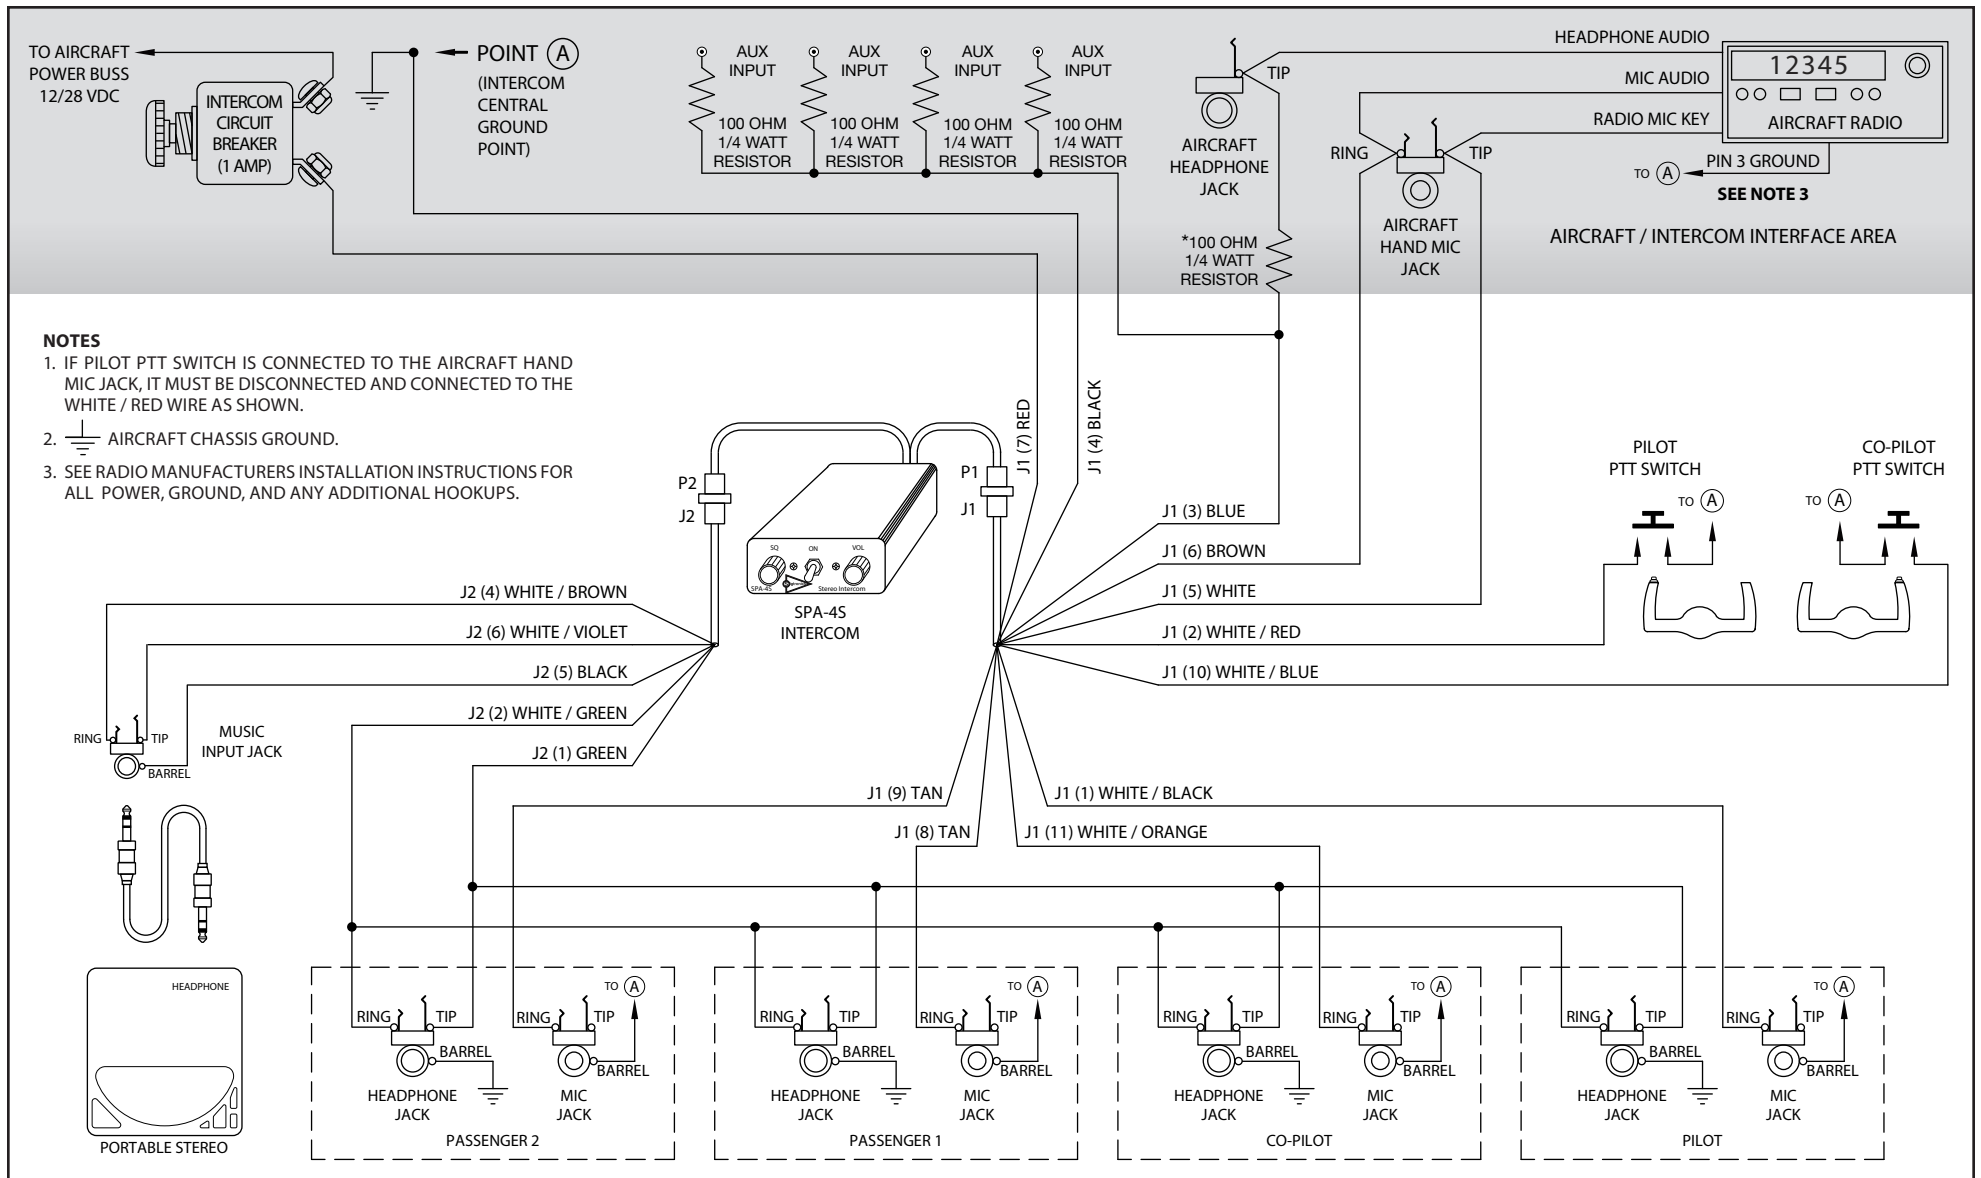 TO AIRCRAFT
POWER BUSS
12/28 VDC
INTERCOM
CIRCUIT
BREAKER
(1 AMP)
POINT A
(INTERCOM
CENTRAL
GROUND
POINT)
AUX
INPUT
100 OHM
1/4 WATT
RESISTOR
AUX
INPUT
100 OHM
1/4 WATT
RESISTOR
AUX
INPUT
100 OHM
1/4 WATT
RESISTOR
AUX
INPUT
100 OHM
1/4 WATT
RESISTOR
TIP
AIRCRAFT
HEADPHONE
JACK
*100 OHM
1/4 WATT
RESISTOR
HEADPHONE AUDIO
MIC AUDIO
RADIO MIC KEY
12345
AIRCRAFT RADIO
RING
TIP
AIRCRAFT
HAND MIC
JACK
PIN 3 GROUND
TO A
SEE NOTE 3
AIRCRAFT / INTERCOM INTERFACE AREA
NOTES
1. IF PILOT PTT SWITCH IS CONNECTED TO THE AIRCRAFT HAND
MIC JACK, IT MUST BE DISCONNECTED AND CONNECTED TO THE
WHITE / RED WIRE AS SHOWN.
2. AIRCRAFT CHASSIS GROUND.
3. SEE RADIO MANUFACTURERS INSTALLATION INSTRUCTIONS FOR
ALL POWER, GROUND, AND ANY ADDITIONAL HOOKUPS.
J1 (7) RED
J1 (4) BLACK
P2
J2
P1
J1
SQ
ON
VOL
SPA-4S
Stereo Intercom
SPA-4S
INTERCOM
PILOT
PTT SWITCH
TO A
CO-PILOT
PTT SWITCH
TO A
J1 (3) BLUE
J1 (6) BROWN
J1 (5) WHITE
J1 (2) WHITE / RED
J1 (10) WHITE / BLUE
J2 (4) WHITE / BROWN
J2 (6) WHITE / VIOLET
J2 (5) BLACK
J2 (2) WHITE / GREEN
J2 (1) GREEN
RING
TIP
BARREL
MUSIC
INPUT JACK
J1 (9) TAN
J1 (8) TAN
J1 (1) WHITE / BLACK
J1 (11) WHITE / ORANGE
HEADPHONE
PORTABLE STEREO
RING
TIP
BARREL
HEADPHONE
JACK
TO A
RING
TIP
BARREL
MIC
JACK
PASSENGER 2
RING
TIP
BARREL
HEADPHONE
JACK
TO A
RING
TIP
BARREL
MIC
JACK
PASSENGER 1
RING
TIP
BARREL
HEADPHONE
JACK
TO A
RING
TIP
BARREL
MIC
JACK
CO-PILOT
RING
TIP
BARREL
HEADPHONE
JACK
TO A
RING
TIP
BARREL
MIC
JACK
PILOT